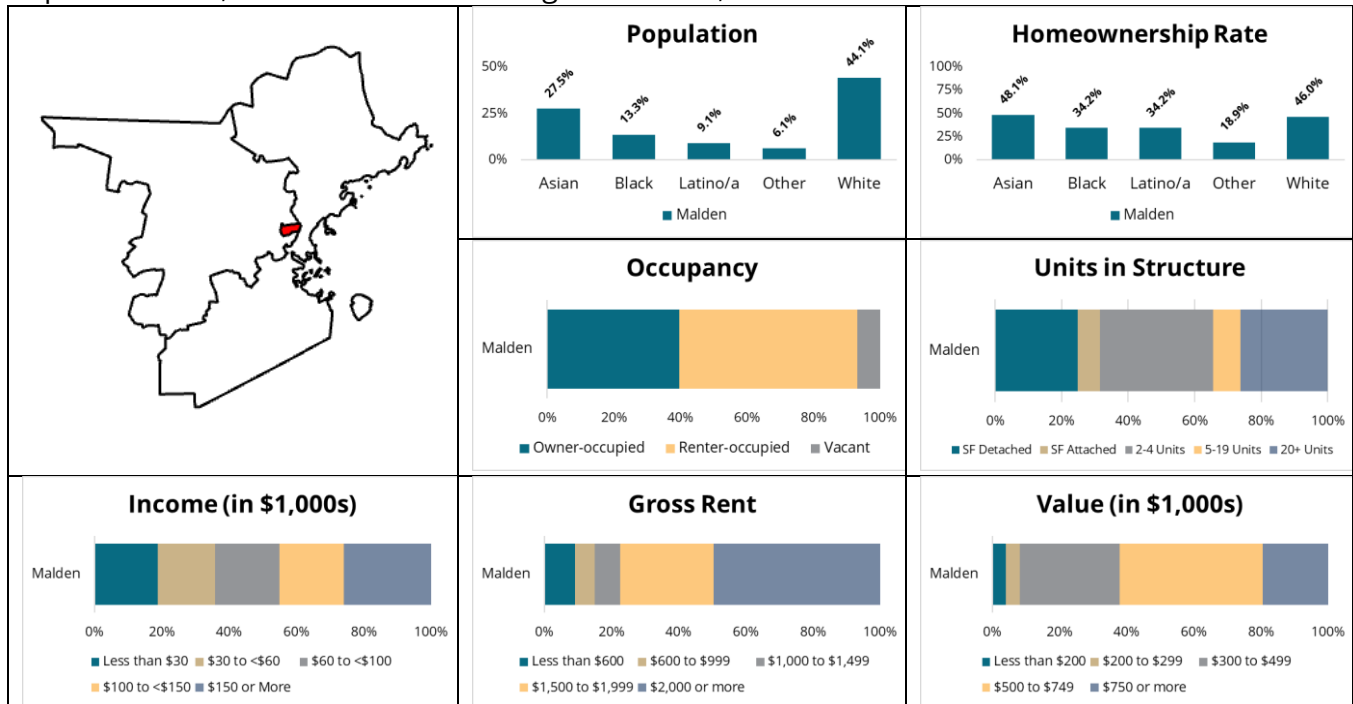 Population
50%
25%
0%
27.5%
13.3%
9.1%
6.1%
44.1%
Asian Black Latino/a Other White
Malden
Homeownership Rate
100%
75%
50%
25%
0%
48.1%
34.2%
34.2%
18.9%
46.0%
Asian Black Latino/a Other White
Malden
Occupancy
Malden
0% 20% 40% 60% 80% 100%
Owner-occupied Renter-occupied Vacant
Units in Structure
Malden
0% 20% 40% 60% 80% 100%
SF Detached SF Attached 2-4 Units 5-19 Units 20+ Units
Income (in $1,000s)
Malden
0% 20% 40% 60% 80% 100%
Less than $30 $30 to <$60 $60 to <$100
$100 to <$150 $150 or More
Gross Rent
Malden
0% 20% 40% 60% 80% 100%
Less than $600 $600 to $999 $1,000 to $1,499
$1,500 to $1,999 $2,000 or more
Value (in $1,000s)
Malden
0% 20% 40% 60% 80% 100%
Less than $200 $200 to $299 $300 to $499
$500 to $749 $750 or more